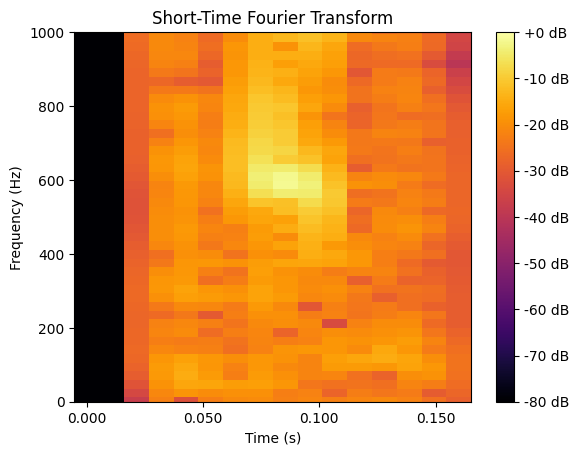 Short-Time Fourier Transform
1000
800
600
400
200
0
Frequency (Hz)
0.000
0.050
0.100
0.150
Time (s)
+0 dB
-10 dB
-20 dB
-30 dB
-40 dB
-50 dB
-60 dB
-70 dB
-80 dB